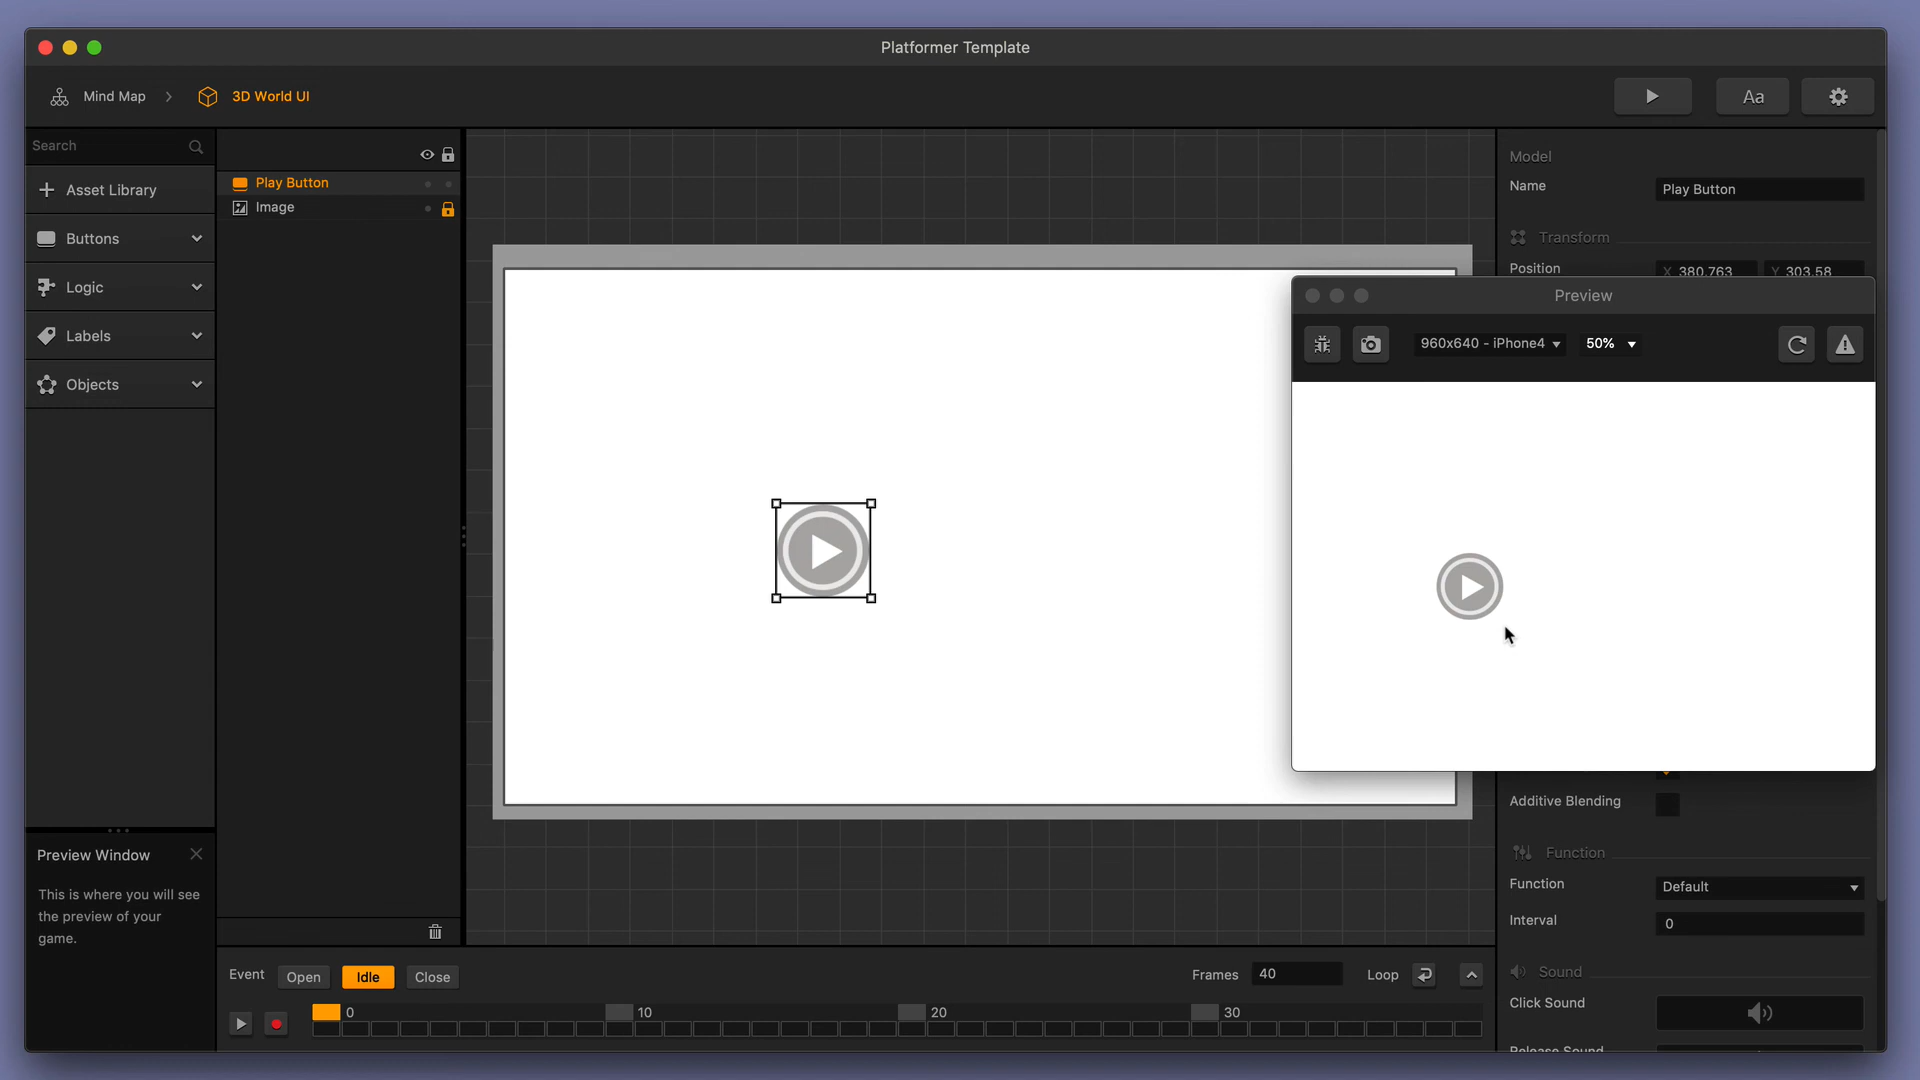 Platformer Template
Mind Map
3D World UI
Aa
Search
Asset Library
Buttons
Logic
Labels
Objects
Play Button
Image
Model
Name
Play Button
Transform
Position
X 380.763
Y 303.58
Preview
960x640 - iPhone4
50%
Additive Blending
Function
Function
Default
Interval
0
Sound
Click Sound
Release Sound
Preview Window
This is where you will see
the preview of your
game.
Event
Open
Idle
Close
Frames
40
Loop
0
10
20
30